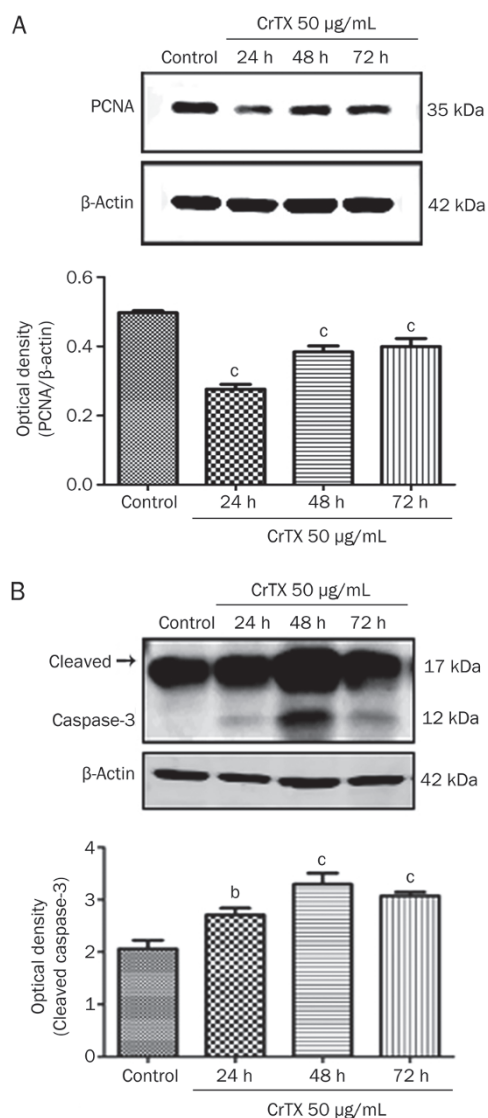 A
CrTX 50 µg/mL
Control 24 h 48 h 72 h
PCNA 35 kDa
β-Actin 42 kDa
0.6
0.4
0.2
0.0
Optical density
(PCNA/β-actin)
c c c
Control 24 h 48 h 72 h
CrTX 50 µg/mL
B
CrTX 50 µg/mL
Control 24 h 48 h 72 h
Cleaved → 17 kDa
Caspase-3 12 kDa
β-Actin 42 kDa
4
3
2
1
0
Optical density
(Cleaved caspase-3)
b c c
Control 24 h 48 h 72 h
CrTX 50 µg/mL